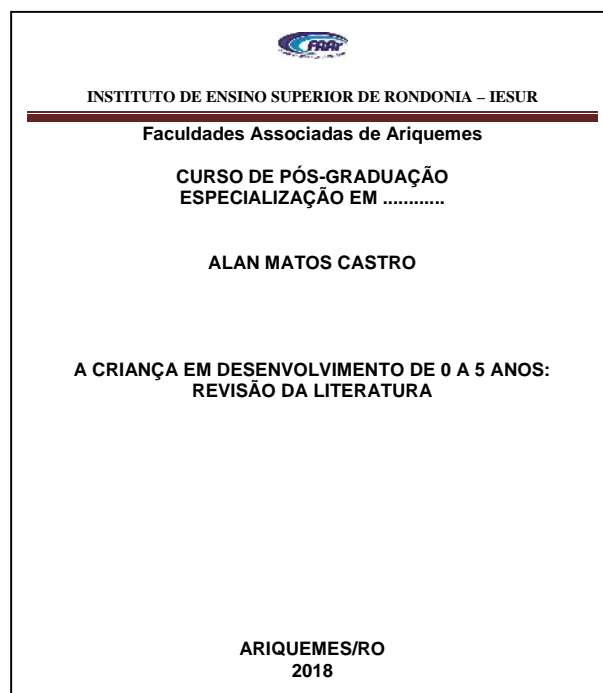 FAAr
INSTITUTO DE ENSINO SUPERIOR DE RONDONIA – IESUR
Faculdades Associadas de Ariquemes
CURSO DE PÓS-GRADUAÇÃO
ESPECIALIZAÇÃO EM ............
ALAN MATOS CASTRO
A CRIANÇA EM DESENVOLVIMENTO DE 0 A 5 ANOS:
REVISÃO DA LITERATURA
ARIQUEMES/RO
2018